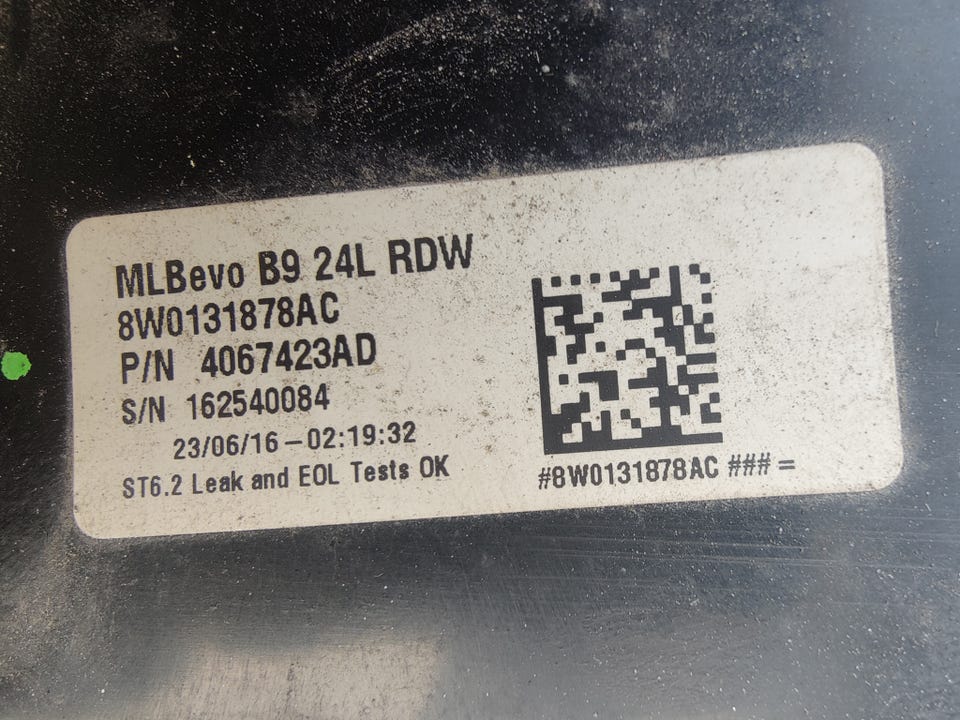 MLBevo B9 24L RDW
8W0131878AC
P/N 4067423AD
S/N 162540084
23/06/16-02:19:32
ST6.2 Leak and EOL Tests OK
#8W0131878AC ###=